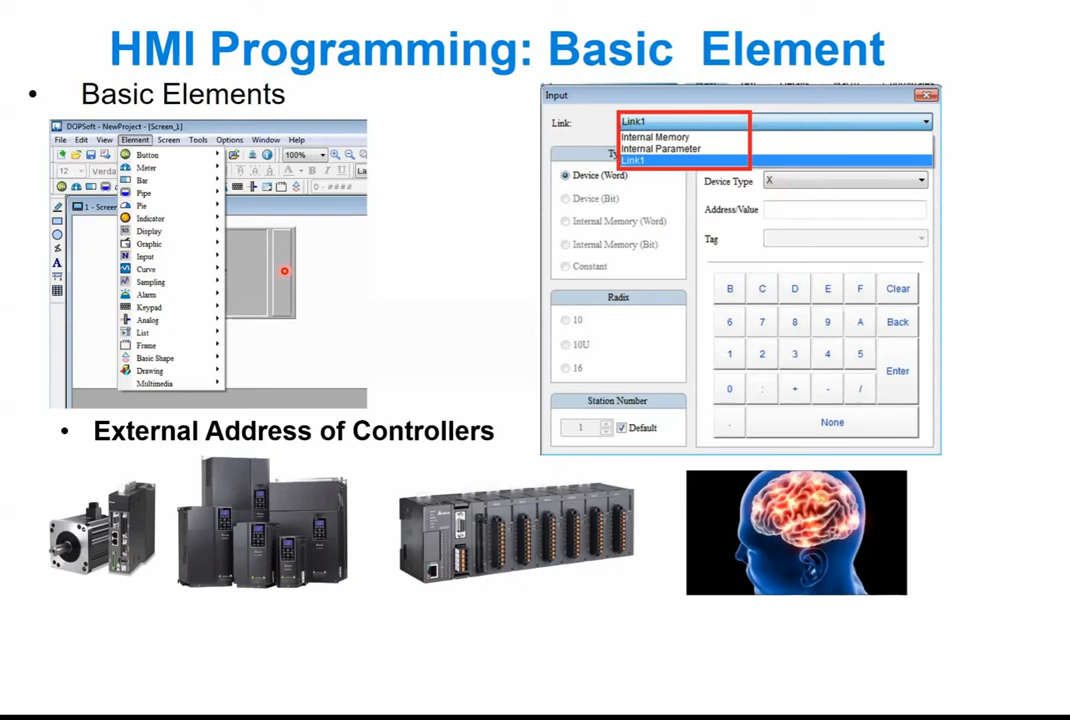 HMI Programming: Basic Element
• Basic Elements
DOPSoft - NewProject - [Screen_1]
File Edit View Element Screen Tools Options Window Help
100%
12 Verda
0 - ####
1 - Screen
Button
Meter
Bar
Pipe
Pie
Indicator
Display
Graphic
Input
Curve
Sampling
Alarm
Keypad
Analog
List
Frame
Basic Shape
Drawing
Multimedia
Input
Link: Link1
Internal Memory
Internal Parameter
Link1
Device (Word)
Device (Bit)
Internal Memory (Word)
Internal Memory (Bit)
Constant
Radix
10
10U
16
Station Number
1 Default
Device Type X
Address/Value
Tag
B C D E F Clear
6 7 8 9 A Back
1 2 3 4 5 Enter
0 : + - /
. None
• External Address of Controllers